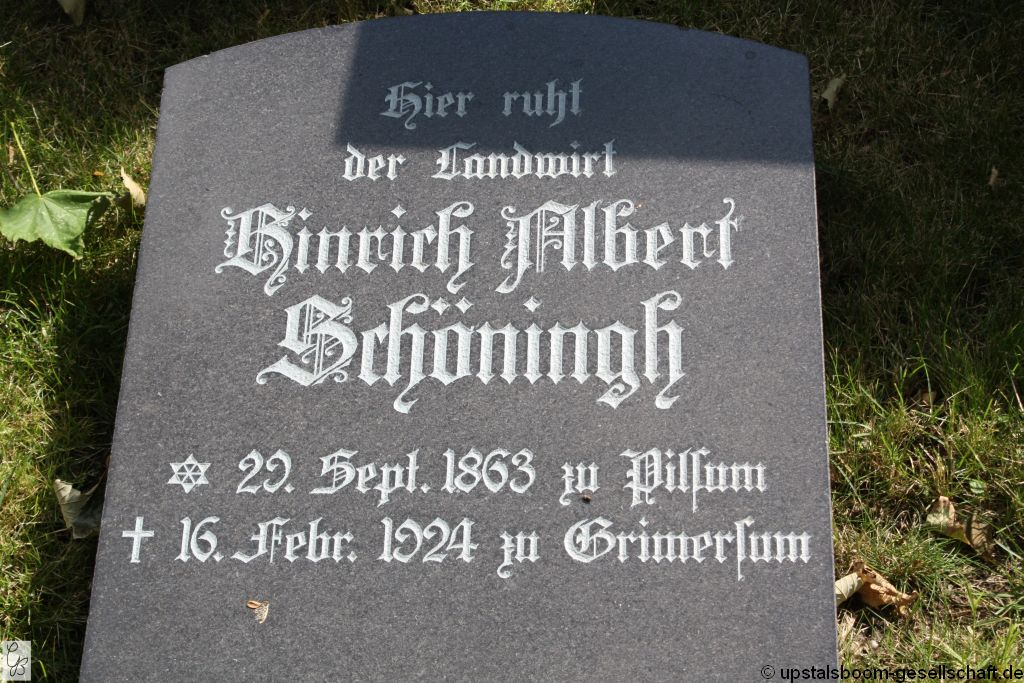 Hier ruht
der Landwirt
Hinrich Albert
Schöningh
✡ 29. Sept. 1863 zu Pilſum
✝ 16. Febr. 1924 zu Grimerſum
GB
© upstalsboom-gesellschaft.de